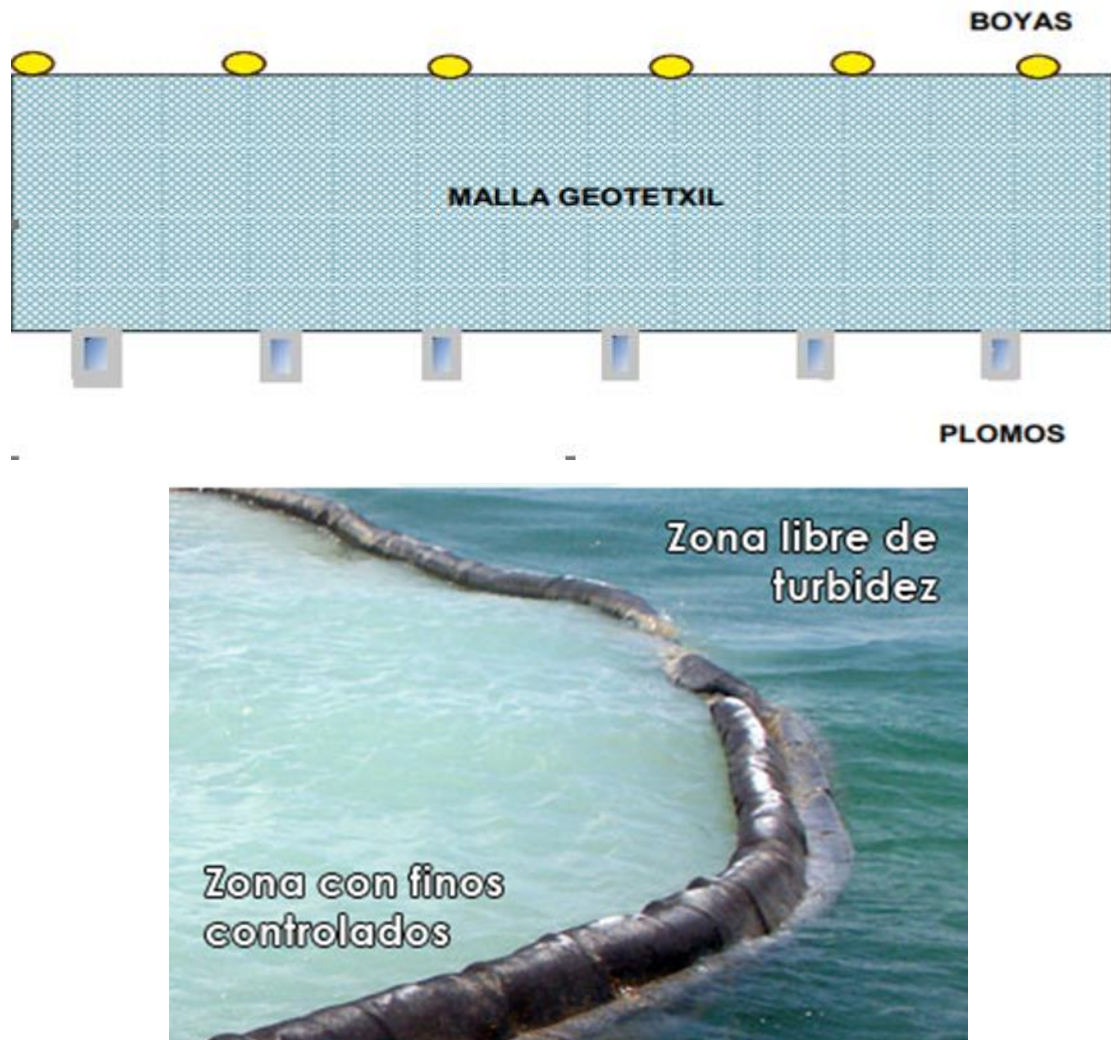 BOYAS
MALLA GEOTETXIL
PLOMOS
Zona libre de
turbidez
Zona con finos
controlados